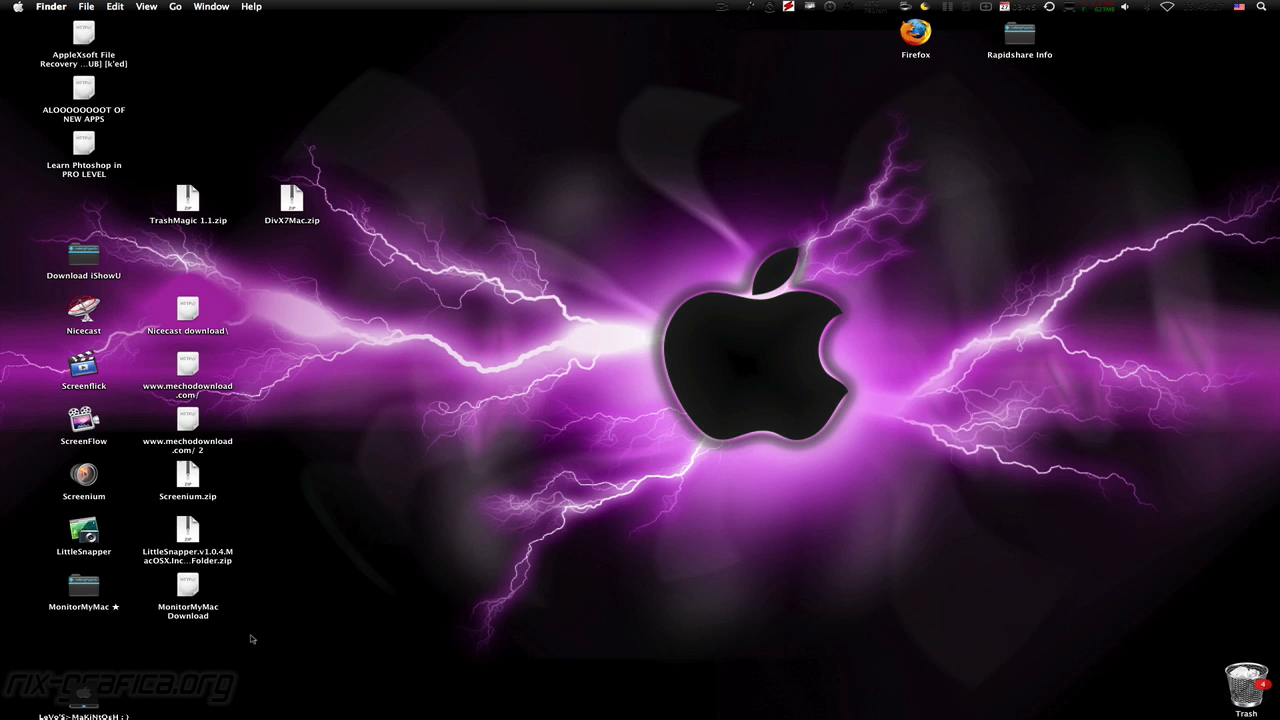 Finder File Edit View Go Window Help
AppleXsoft File
Recovery ...UB] [k'ed]
ALOOOOOOOOT OF
NEW APPS
Learn Phtoshop in
PRO LEVEL
TrashMagic 1.1.zip
DivX7Mac.zip
Firefox
Rapidshare Info
Download iShowU
Nicecast
Nicecast download\
Screenflick
www.mechodownload
.com/
ScreenFlow
www.mechodownload
.com/ 2
Screenium
Screenium.zip
LittleSnapper
LittleSnapper.v1.0.4.M
acOSX.Inc...Folder.zip
MonitorMyMac ★
MonitorMyMac
Download
rix-grafica.org
4
Trash